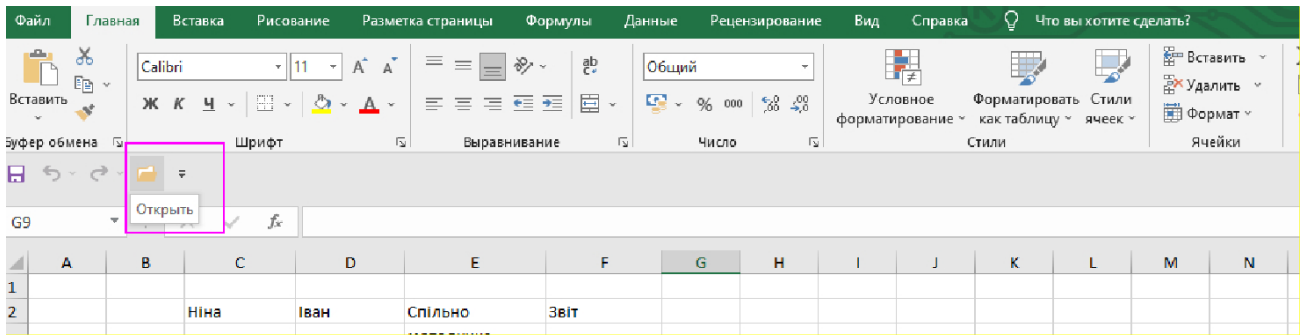 Файл Главная Вставка Рисование Разметка страницы Формулы Данные Рецензирование Вид Справка Что вы хотите сделать?
Calibri 11 A A ab c Общий Вставить
Вставить Ж К Ч % 000 Условное Форматировать Стили Удалить
форматирование как таблицу ячеек Формат
Буфер обмена Шрифт Выравнивание Число Стили Ячейки
Открыть
G9 fx
A B C D E F G H I J K L M N
1
2 Ніна Іван Спільно Звіт